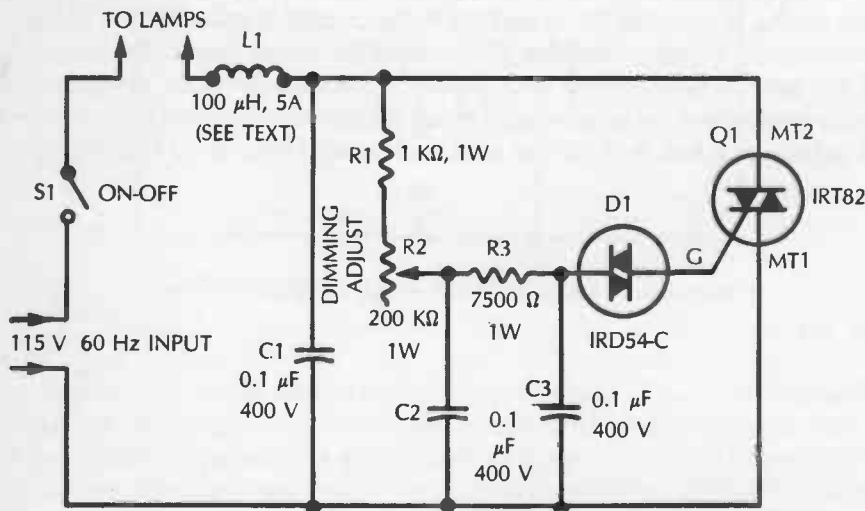 TO LAMPS
L1
100 μH, 5A
(SEE TEXT)
S1
ON-OFF
115 V 60 Hz INPUT
R1
1 KΩ, 1W
DIMMING
ADJUST
R2
200 KΩ
1W
R3
7500 Ω
1W
D1
IRD54-C
G
Q1
MT2
IRT82
MT1
C1
0.1 μF
400 V
C2
0.1
μF
400 V
C3
0.1 μF
400 V